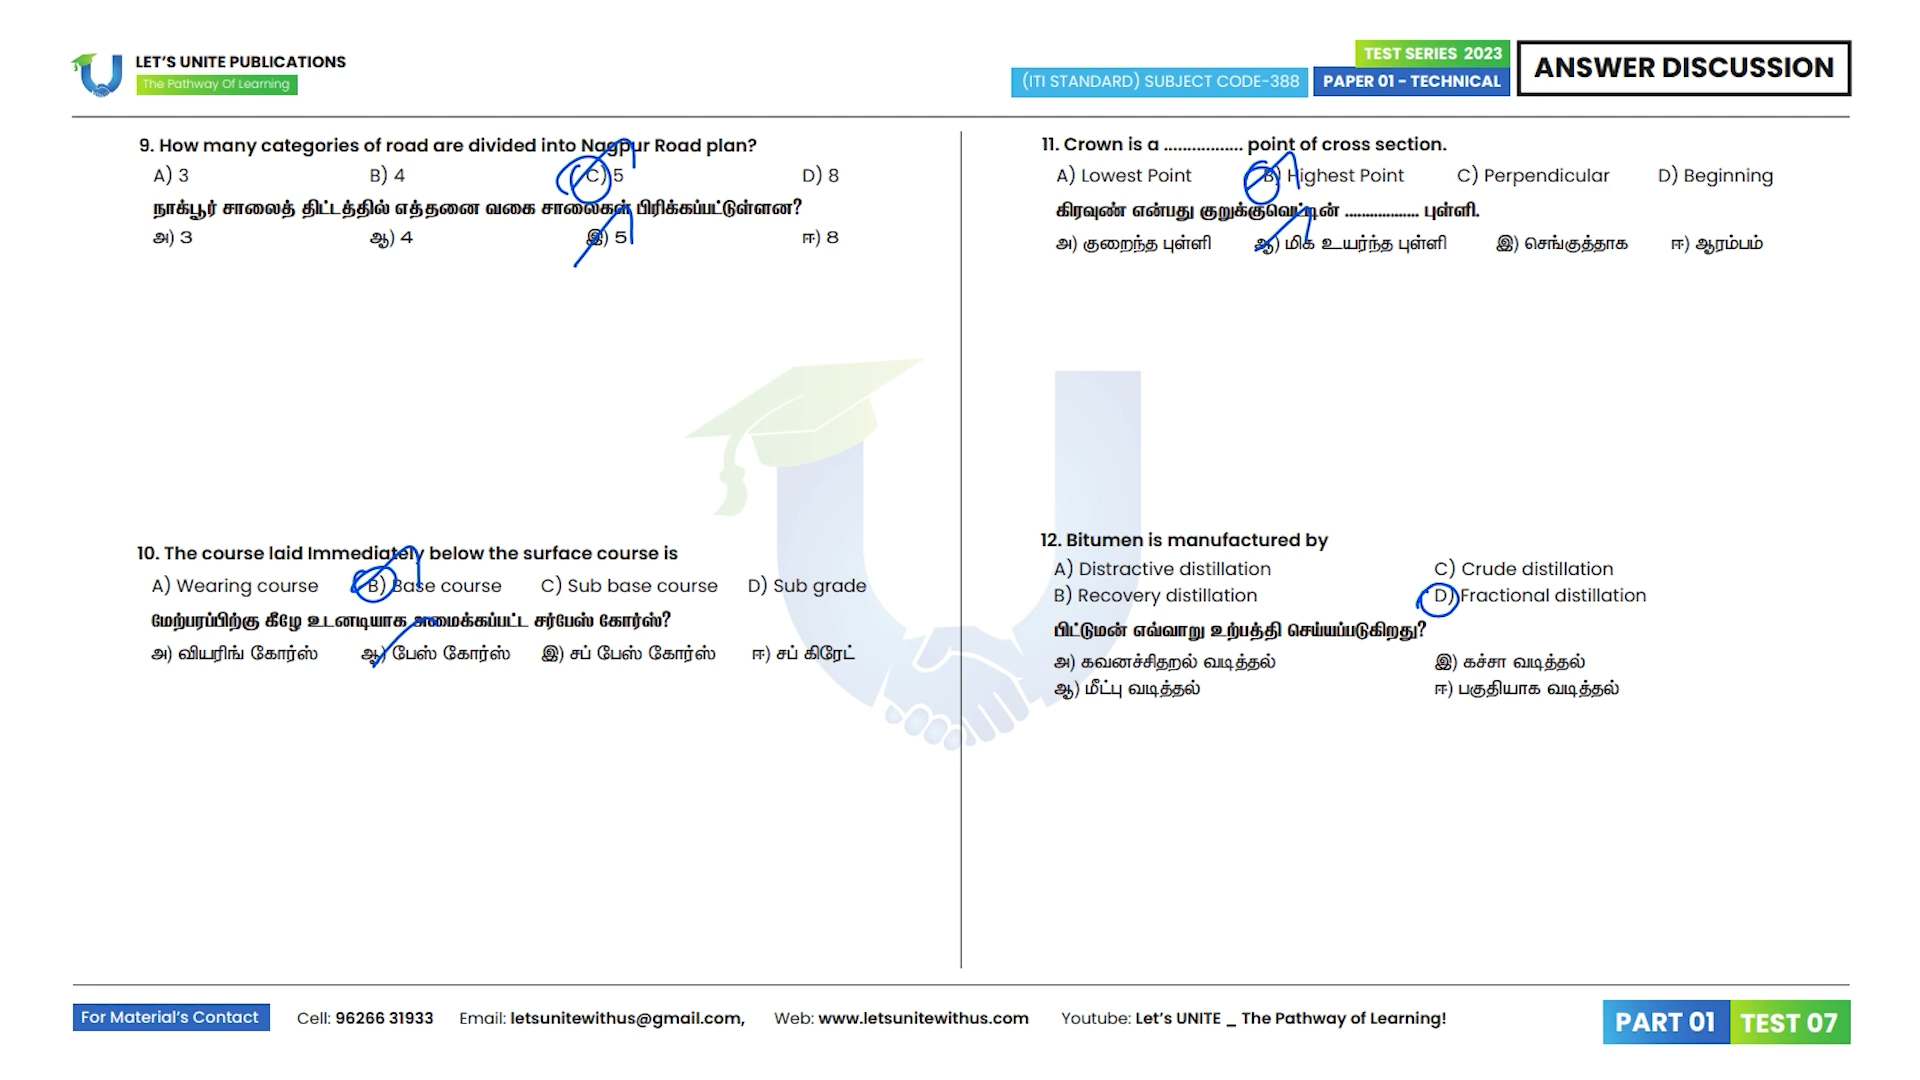 LET'S UNITE PUBLICATIONS
The Pathway Of Learning
TEST SERIES 2023
(ITI STANDARD) SUBJECT CODE-388
PAPER 01 - TECHNICAL
ANSWER DISCUSSION
9. How many categories of road are divided into Nagpur Road plan?
A) 3 B) 4 C) 5 D) 8
நாக்பூர் சாலைத் திட்டத்தில் எத்தனை வகை சாலைகள் பிரிக்கப்பட்டுள்ளன?
அ) 3 ஆ) 4 இ) 5 ஈ) 8
10. The course laid Immediately below the surface course is
A) Wearing course B) Base course C) Sub base course D) Sub grade
மேற்பரப்பிற்கு கீழே உடனடியாக அமைக்கப்பட்ட சர்பேஸ் கோர்ஸ்?
அ) வியரிங் கோர்ஸ் ஆ) பேஸ் கோர்ஸ் இ) சப் பேஸ் கோர்ஸ் ஈ) சப் கிரேட்
11. Crown is a ................. point of cross section.
A) Lowest Point B) Highest Point C) Perpendicular D) Beginning
கிரவுண் என்பது குறுக்குவெட்டின் .................. புள்ளி.
அ) குறைந்த புள்ளி ஆ) மிக உயர்ந்த புள்ளி இ) செங்குத்தாக ஈ) ஆரம்பம்
12. Bitumen is manufactured by
A) Distractive distillation C) Crude distillation
B) Recovery distillation D) Fractional distillation
பிட்டுமன் எவ்வாறு உற்பத்தி செய்யப்படுகிறது?
அ) கவனச்சிதறல் வடித்தல் இ) கச்சா வடித்தல்
ஆ) மீட்பு வடித்தல் ஈ) பகுதியாக வடித்தல்
For Material's Contact Cell: 96266 31933 Email: letsunitewithus@gmail.com, Web: www.letsunitewithus.com Youtube: Let's UNITE _ The Pathway of Learning!
PART 01 TEST 07